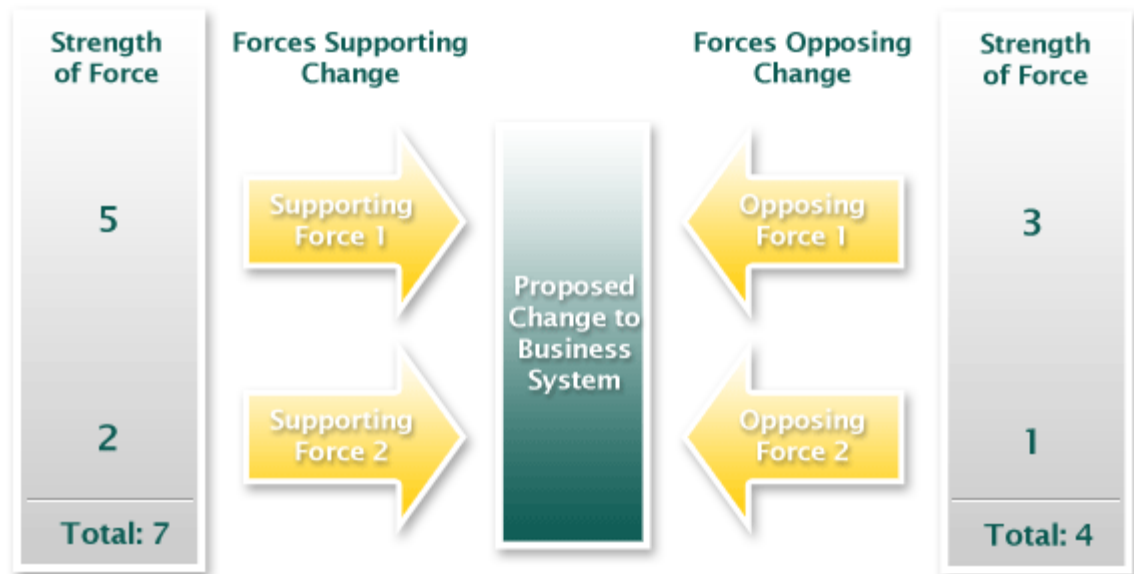 Strength
of Force
5
2
Total: 7
Forces Supporting
Change
Supporting
Force 1
Supporting
Force 2
Proposed
Change to
Business
System
Forces Opposing
Change
Opposing
Force 1
Opposing
Force 2
Strength
of Force
3
1
Total: 4